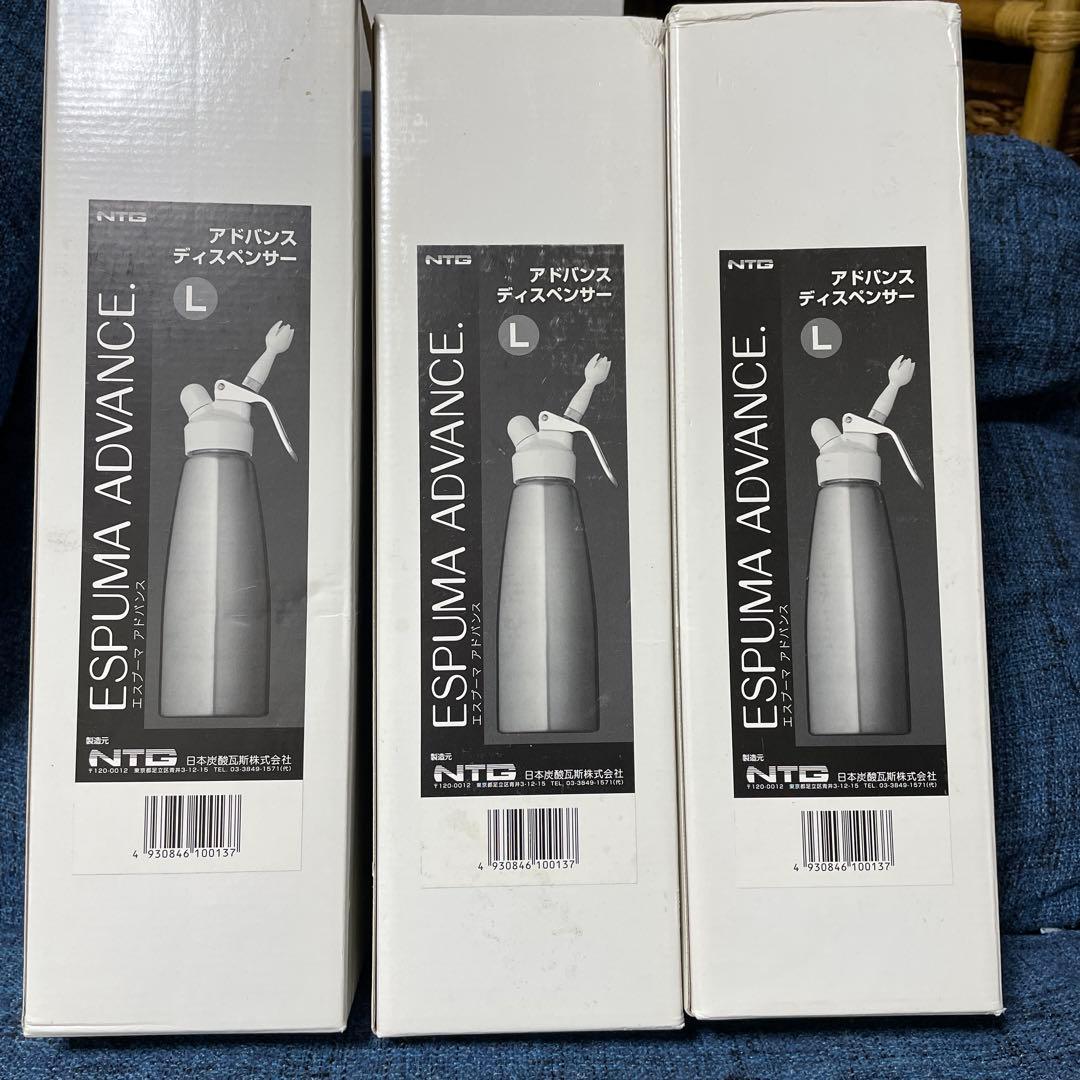 NTG
アドバンス
ディスペンサー
L
ESPUMA ADVANCE.
エスプーマ アドバンス
製造元
NTG 日本炭酸瓦斯株式会社
〒120-0012 東京都足立区青井3-12-15 TEL. 03-3849-1571(代)
4 930846 100137
NTG
アドバンス
ディスペンサー
L
ESPUMA ADVANCE.
エスプーマ アドバンス
製造元
NTG 日本炭酸瓦斯株式会社
〒120-0012 東京都足立区青井3-12-15 TEL. 03-3849-1571(代)
4 930846 100137
NTG
アドバンス
ディスペンサー
L
ESPUMA ADVANCE.
エスプーマ アドバンス
製造元
NTG 日本炭酸瓦斯株式会社
〒120-0012 東京都足立区青井3-12-15 TEL. 03-3849-1571(代)
4 930846 100137